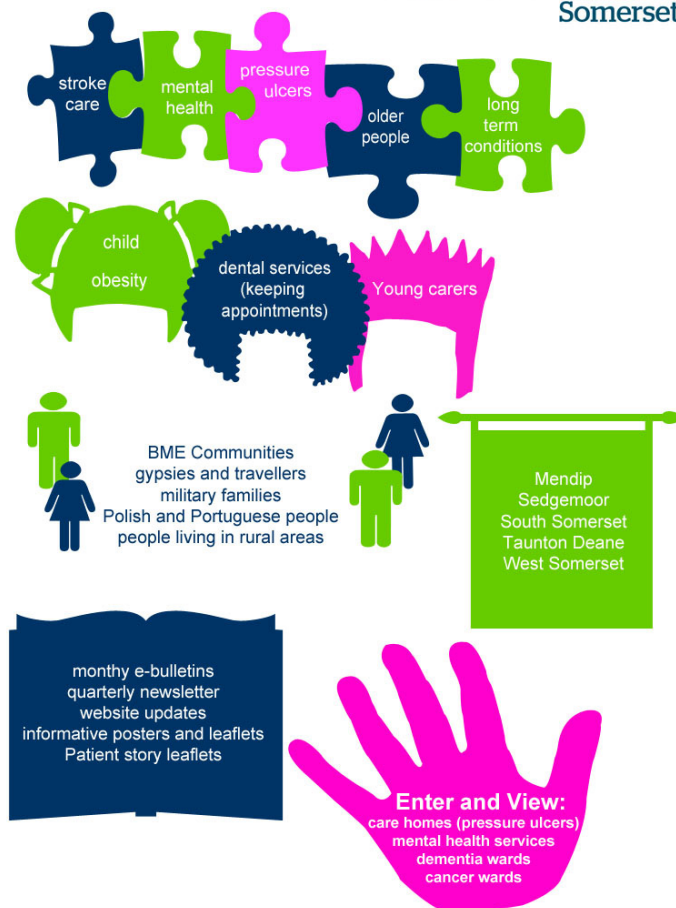 Somerset
stroke
care
mental
health
pressure
ulcers
older
people
long
term
conditions
child
obesity
dental services
(keeping
appointments)
Young carers
BME Communities
gypsies and travellers
military families
Polish and Portuguese people
people living in rural areas
Mendip
Sedgemoor
South Somerset
Taunton Deane
West Somerset
monthy e-bulletins
quarterly newsletter
website updates
informative posters and leaflets
Patient story leaflets
Enter and View:
care homes (pressure ulcers)
mental health services
dementia wards
cancer wards